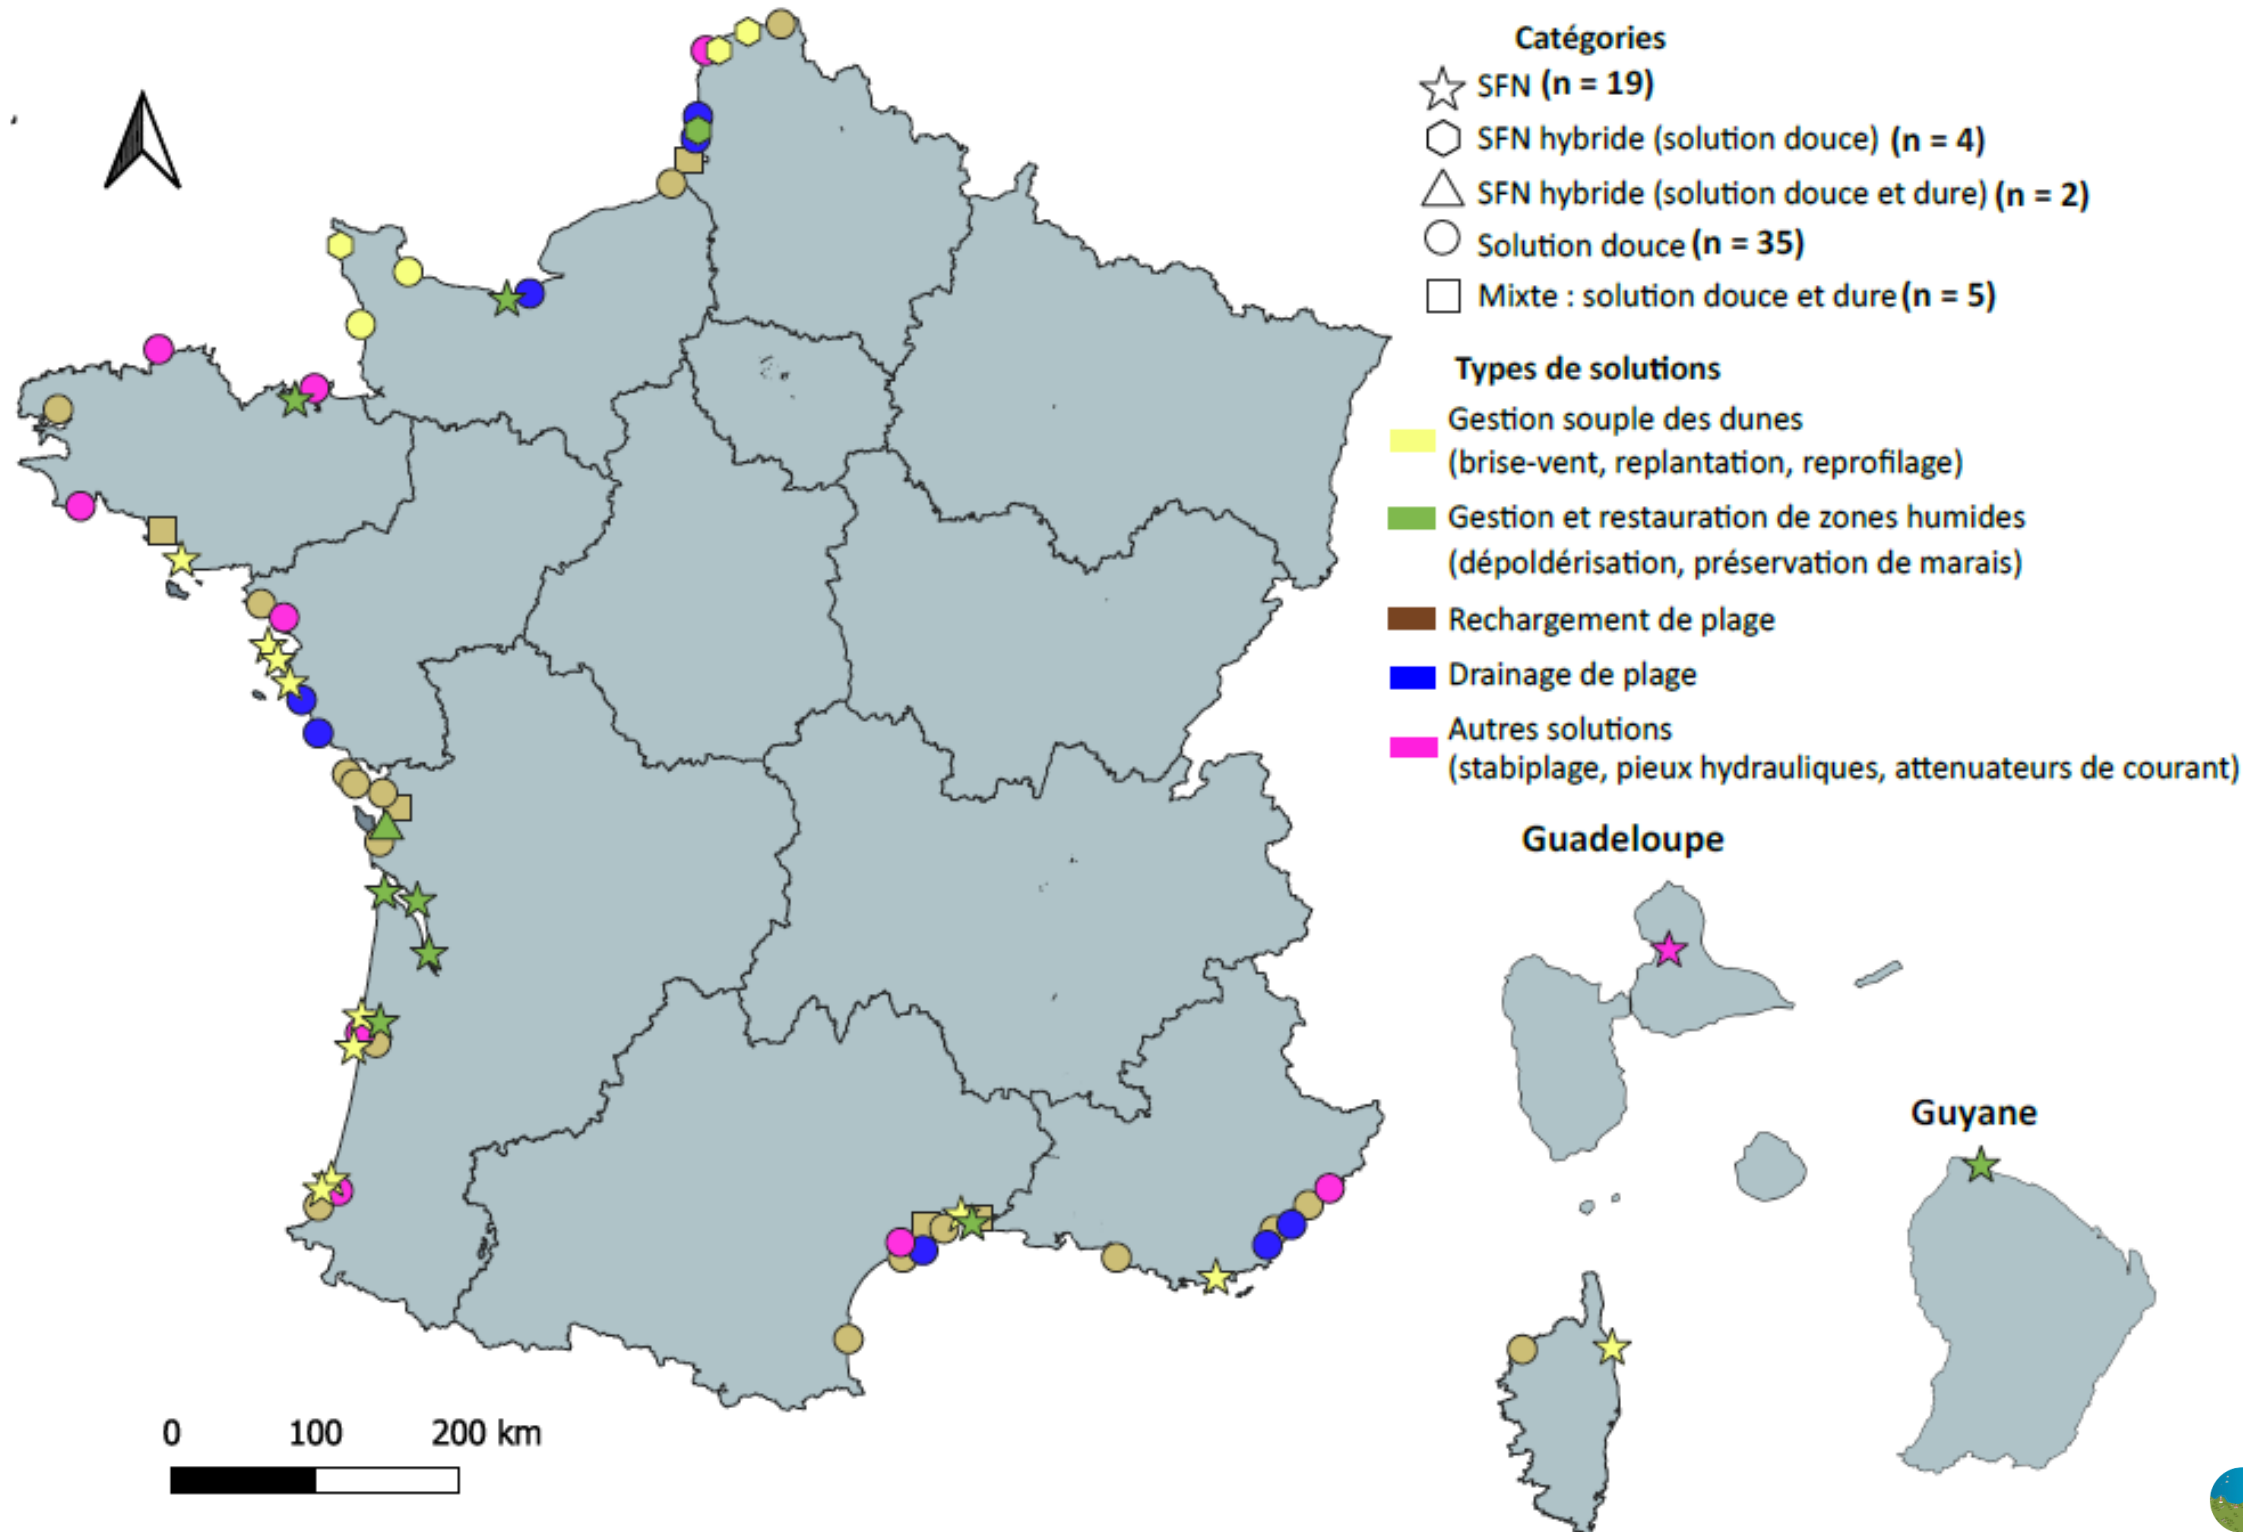 Catégories
SFN (n = 19)
SFN hybride (solution douce) (n = 4)
SFN hybride (solution douce et dure) (n = 2)
Solution douce (n = 35)
Mixte : solution douce et dure (n = 5)
Types de solutions
Gestion souple des dunes
(brise-vent, replantation, reprofilage)
Gestion et restauration de zones humides
(dépoldérisation, préservation de marais)
Rechargement de plage
Drainage de plage
Autres solutions
(stabiplage, pieux hydrauliques, attenuateurs de courant)
Guadeloupe
Guyane
0 100 200 km